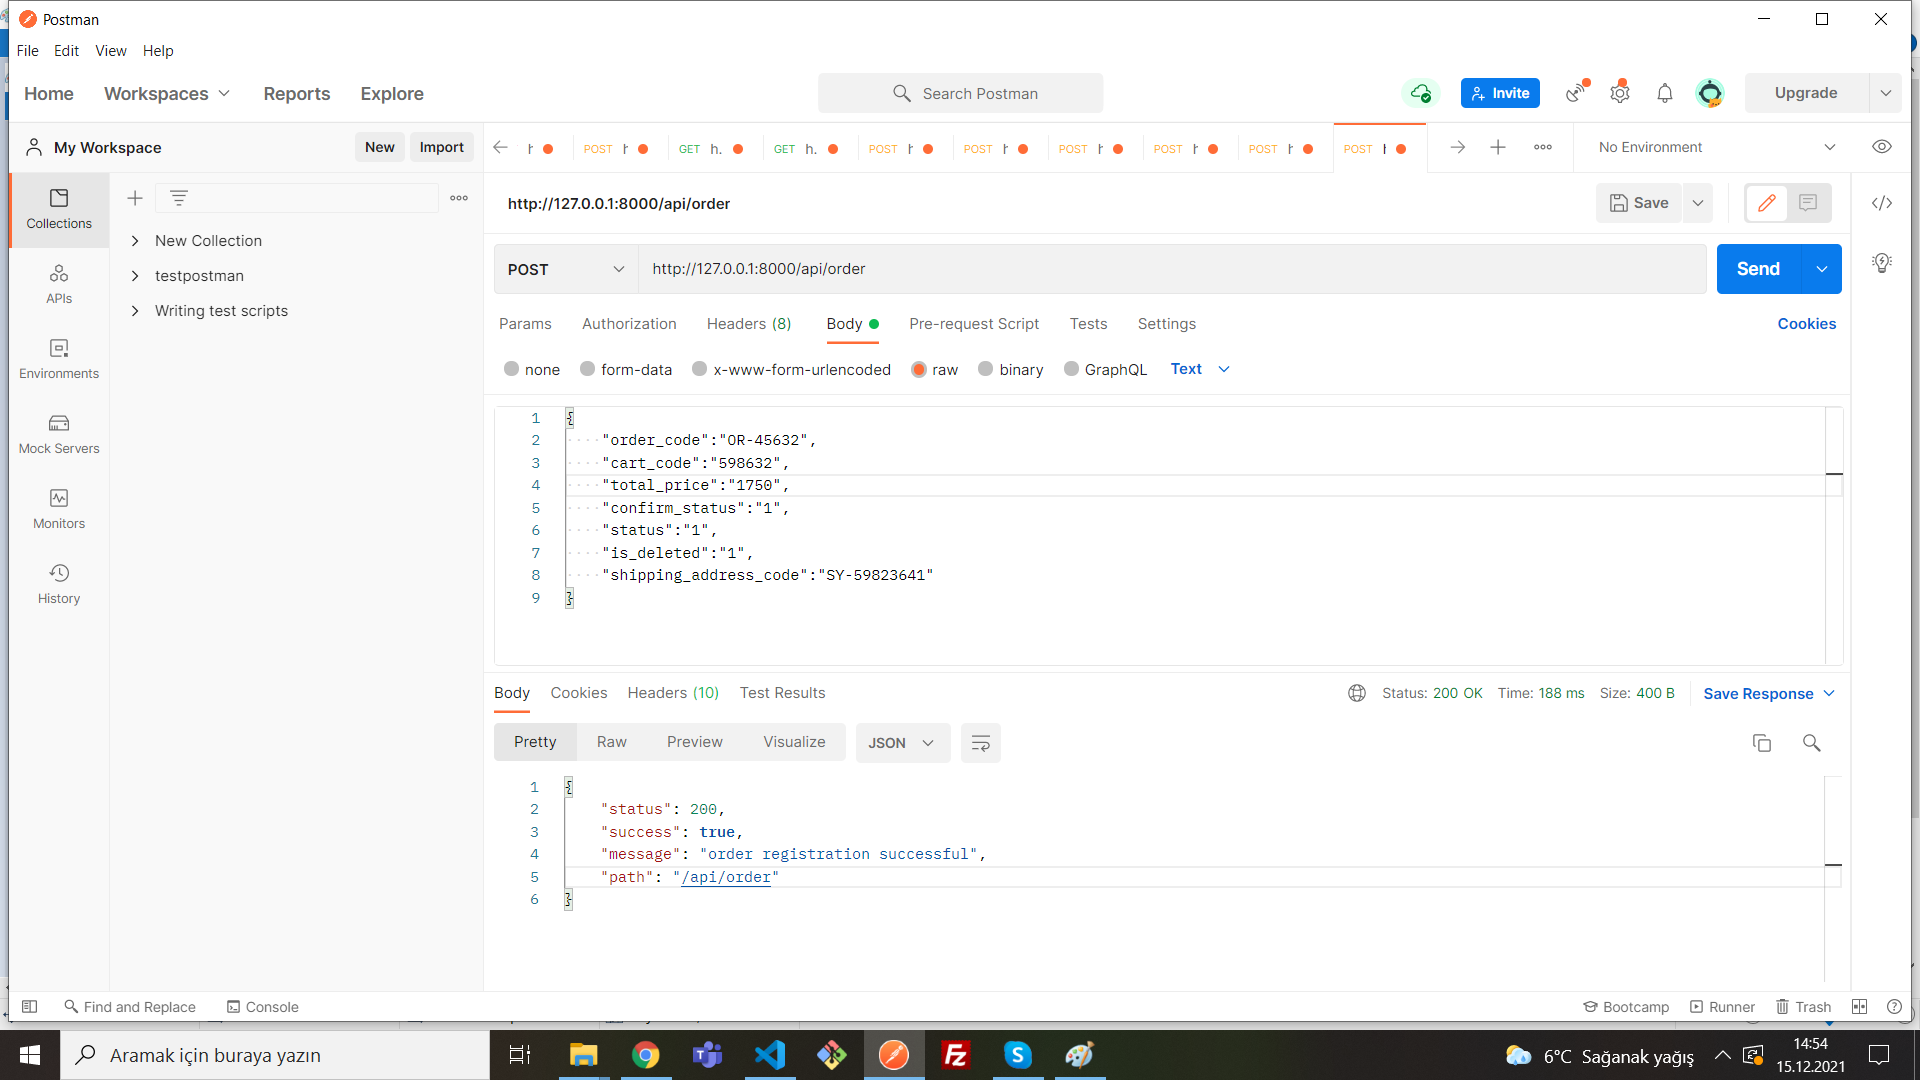 Postman
File Edit View Help
Home Workspaces Reports Explore
Search Postman
Invite
Upgrade
My Workspace
New Import
POST
GET h.
GET h.
POST
POST
POST
POST
POST
POST
No Environment
Collections
APIs
Environments
Mock Servers
Monitors
History
New Collection
testpostman
Writing test scripts
http://127.0.0.1:8000/api/order
Save
POST
http://127.0.0.1:8000/api/order
Send
Params Authorization Headers (8) Body Pre-request Script Tests Settings
Cookies
none form-data x-www-form-urlencoded raw binary GraphQL Text
1 {
2 "order_code":"OR-45632",
3 "cart_code":"598632",
4 "total_price":"1750",
5 "confirm_status":"1",
6 "status":"1",
7 "is_deleted":"1",
8 "shipping_address_code":"SY-59823641"
9 }
Body Cookies Headers (10) Test Results
Status: 200 OK Time: 188 ms Size: 400 B Save Response
Pretty Raw Preview Visualize JSON
1 {
2 "status": 200,
3 "success": true,
4 "message": "order registration successful",
5 "path": "/api/order"
6 }
Find and Replace Console
Bootcamp Runner Trash
Aramak için buraya yazın
6°C Sağanak yağış
14:54
15.12.2021